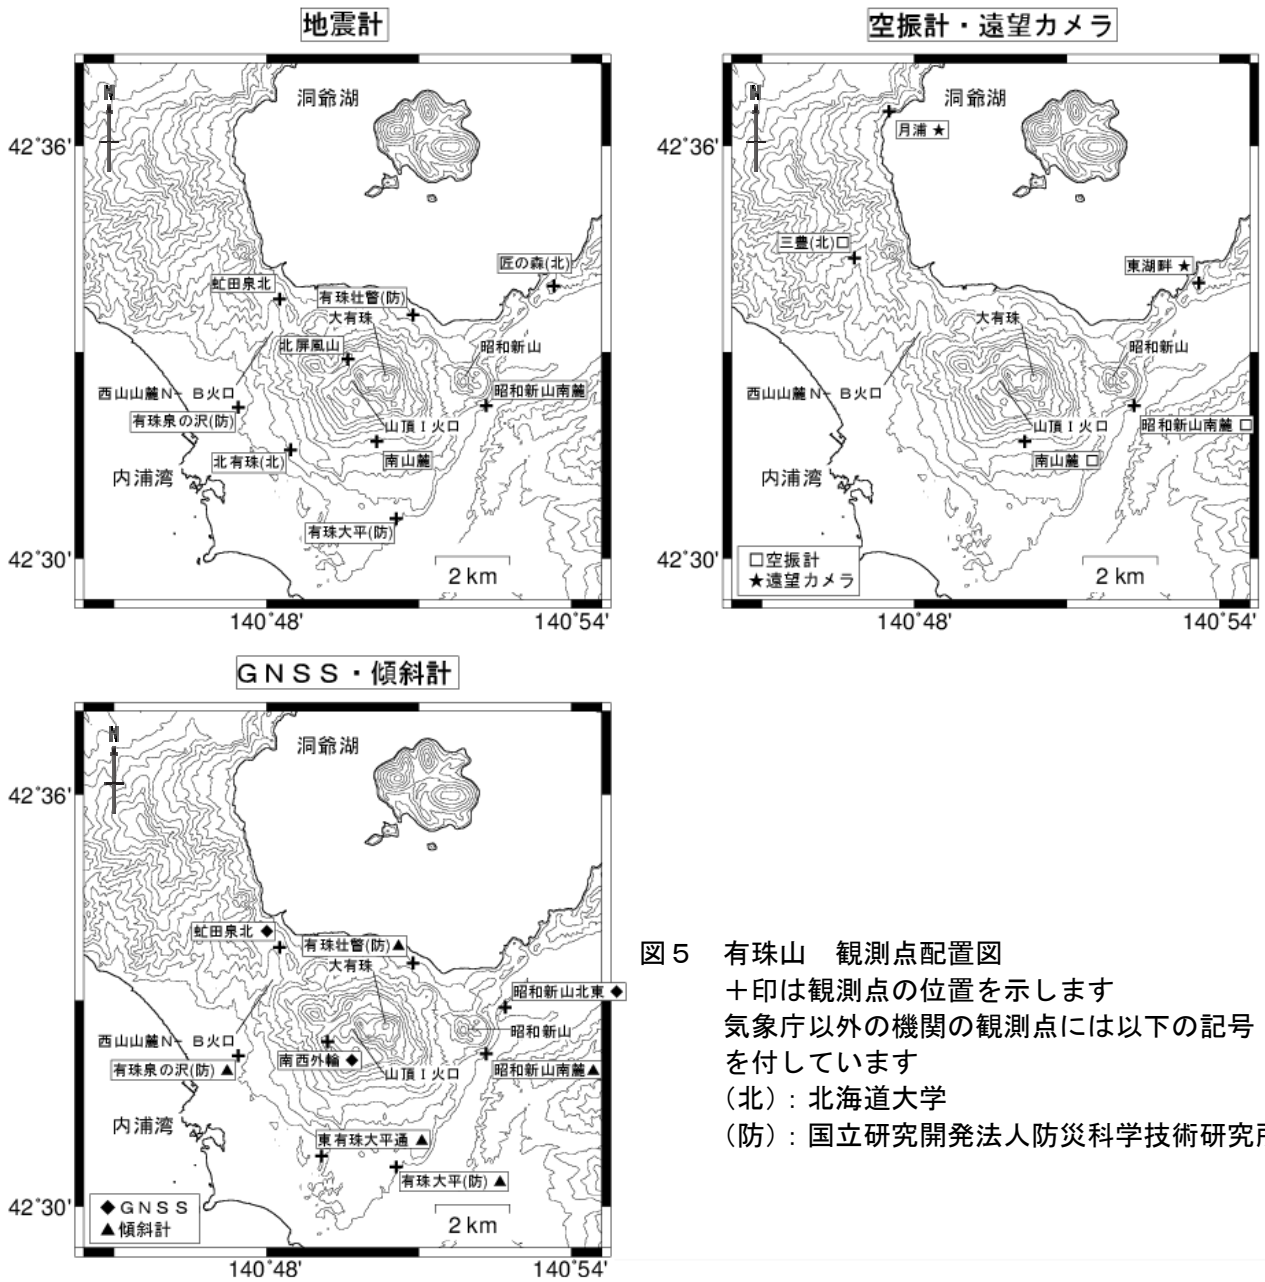 地震計
N
洞爺湖
42°36'
匠の森(北)
虻田泉北
有珠壮瞥(防)
大有珠
北屏風山
昭和新山
西山山麓N-B火口
昭和新山南麓
有珠泉の沢(防)
山頂I火口
北有珠(北)
南山麓
内浦湾
有珠大平(防)
42°30'
2 km
140°48'
140°54'
空振計・遠望カメラ
N
洞爺湖
月浦 ★
42°36'
三豊(北)□
東湖畔 ★
大有珠
昭和新山
西山山麓N-B火口
山頂I火口
昭和新山南麓 □
南山麓 □
内浦湾
42°30'
□空振計
★遠望カメラ
2 km
140°48'
140°54'
GNSS・傾斜計
N
洞爺湖
42°36'
虻田泉北 ◆
有珠壮瞥(防)▲
大有珠
昭和新山北東 ◆
昭和新山
西山山麓N-B火口
南西外輪 ◆
有珠泉の沢(防) ▲
山頂I火口
昭和新山南麓▲
内浦湾
東有珠大平通 ▲
有珠大平(防) ▲
42°30'
◆GNSS
▲傾斜計
2 km
140°48'
140°54'
図5 有珠山 観測点配置図
+印は観測点の位置を示します
気象庁以外の機関の観測点には以下の記号
を付しています
(北):北海道大学
(防):国立研究開発法人防災科学技術研究所